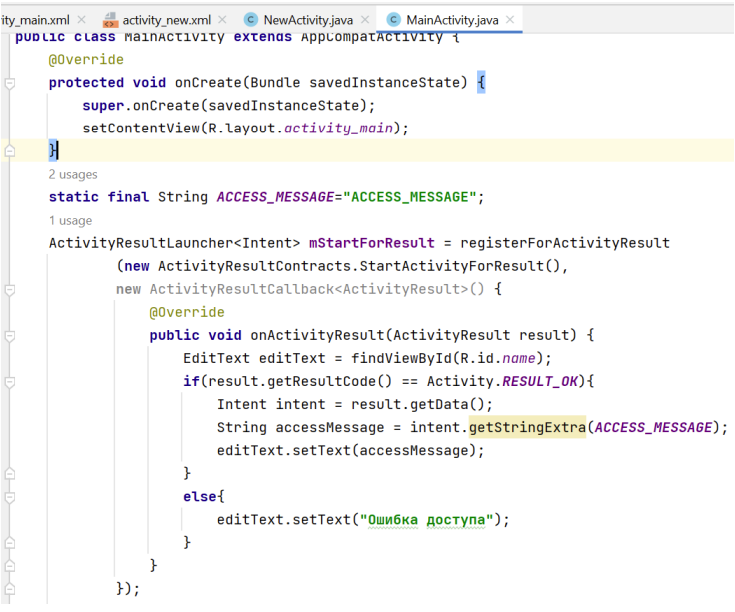 ity_main.xml × activity_new.xml × NewActivity.java × MainActivity.java ×
public class MainActivity extends AppCompatActivity {
@Override
protected void onCreate(Bundle savedInstanceState) {
super.onCreate(savedInstanceState);
setContentView(R.layout.activity_main);
}
2 usages
static final String ACCESS_MESSAGE="ACCESS_MESSAGE";
1 usage
ActivityResultLauncher<Intent> mStartForResult = registerForActivityResult
(new ActivityResultContracts.StartActivityForResult(),
new ActivityResultCallback<ActivityResult>() {
@Override
public void onActivityResult(ActivityResult result) {
EditText editText = findViewById(R.id.name);
if(result.getResultCode() == Activity.RESULT_OK){
Intent intent = result.getData();
String accessMessage = intent.getStringExtra(ACCESS_MESSAGE);
editText.setText(accessMessage);
}
else{
editText.setText("Ошибка доступа");
}
}
});